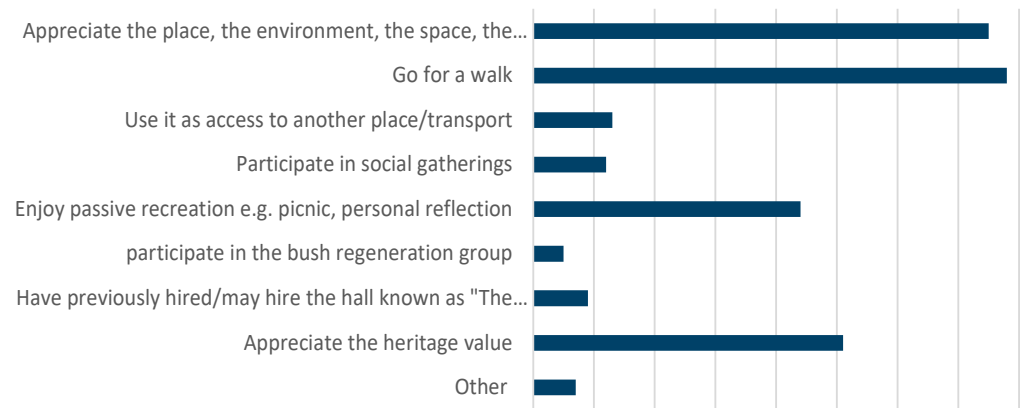 Appreciate the place, the environment, the space, the…
Go for a walk
Use it as access to another place/transport
Participate in social gatherings
Enjoy passive recreation e.g. picnic, personal reflection
participate in the bush regeneration group
Have previously hired/may hire the hall known as "The…
Appreciate the heritage value
Other